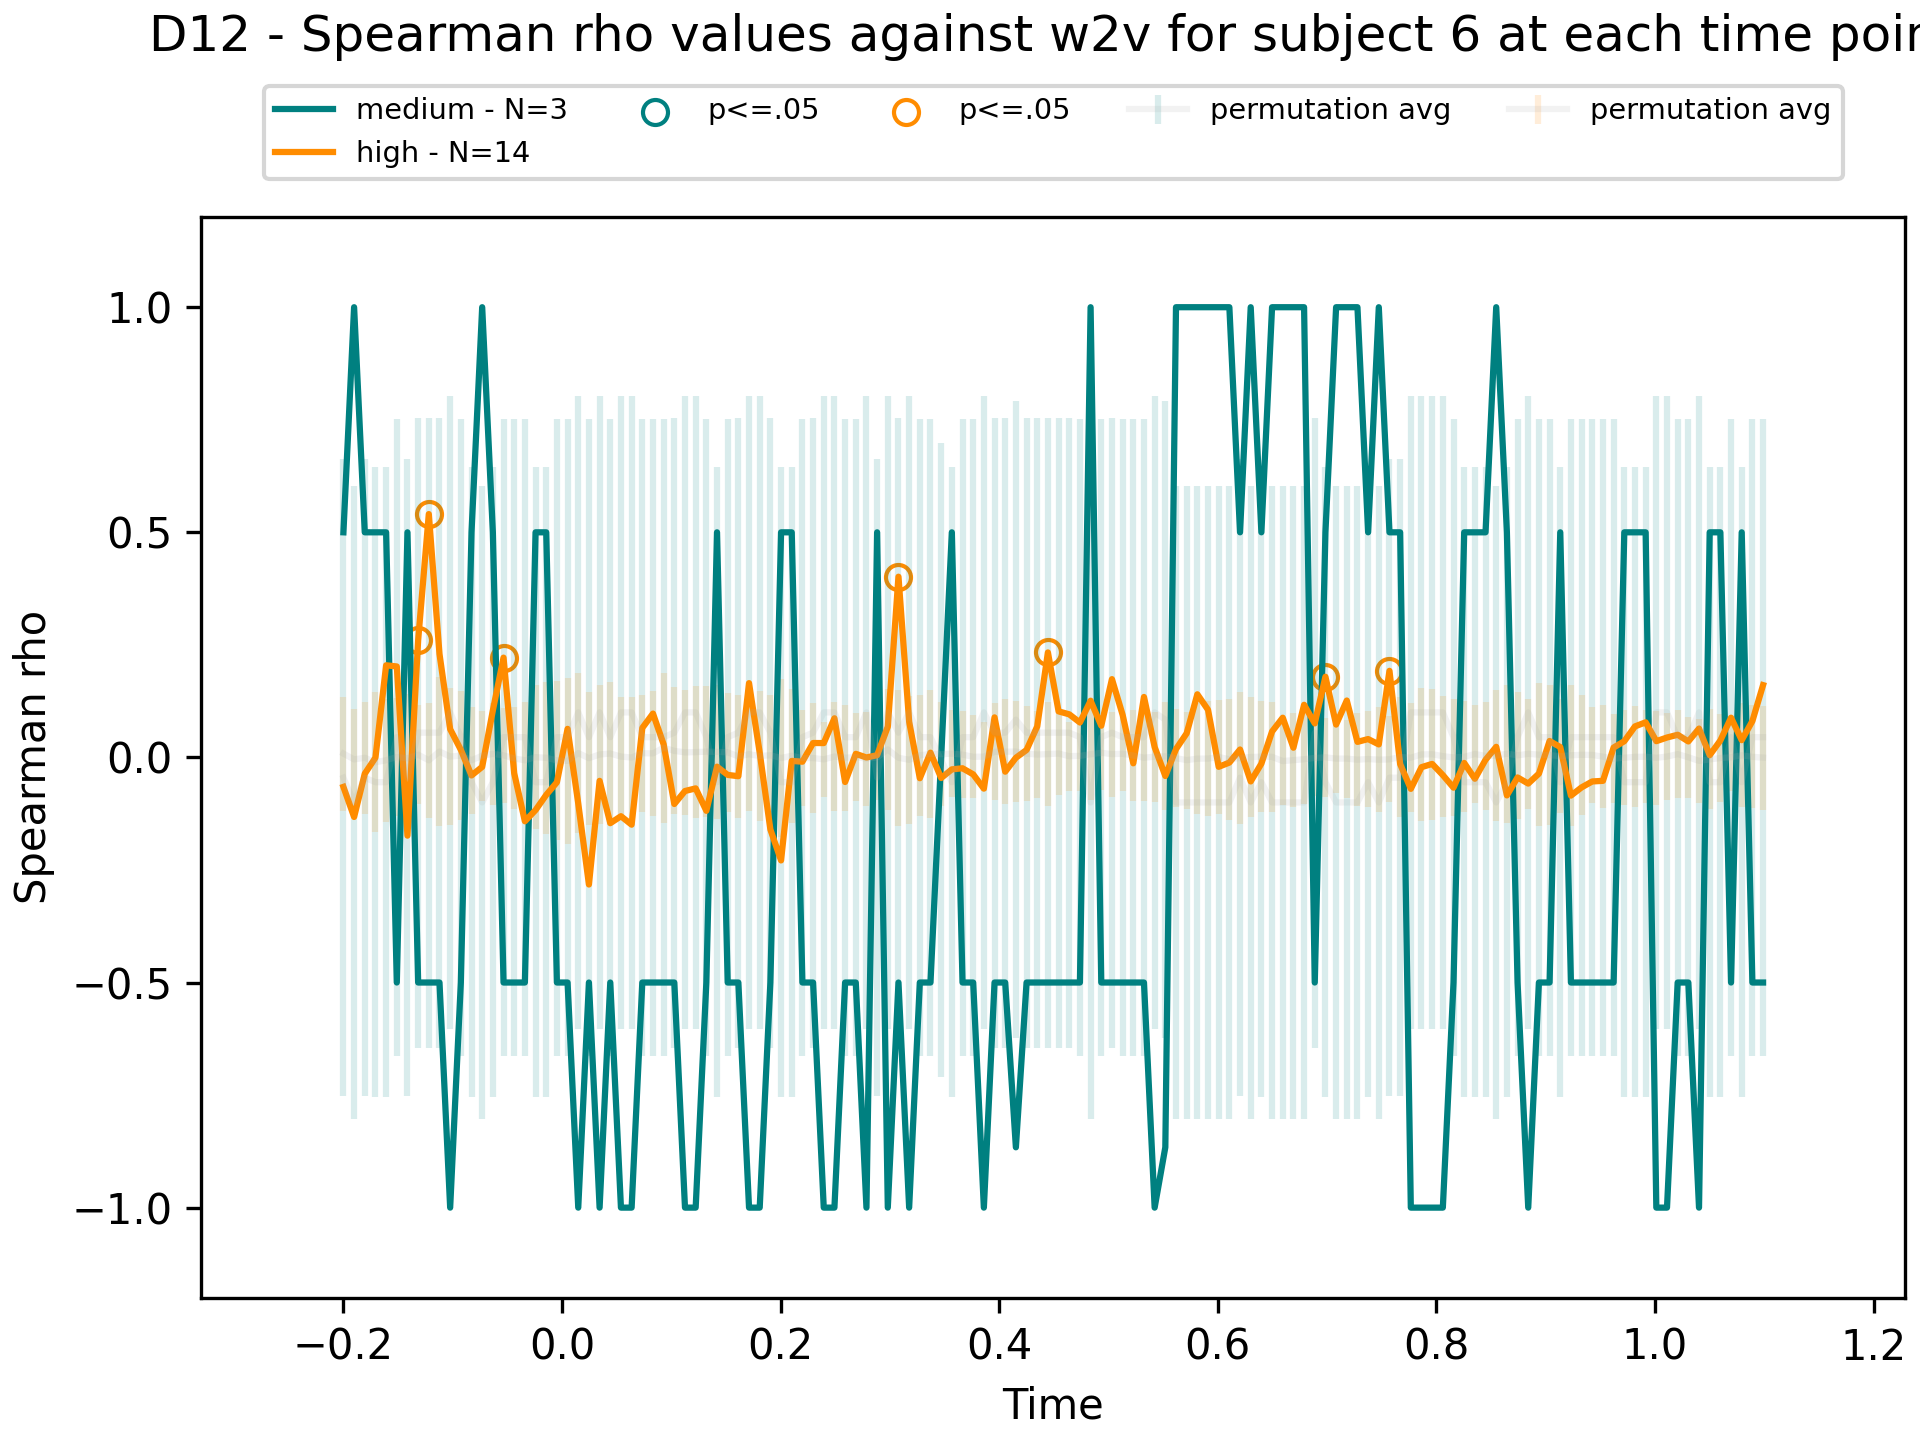 D12 - Spearman rho values against w2v for subject 6 at each time poin
medium - N=3
high - N=14
p<=.05
p<=.05
permutation avg
permutation avg
Spearman rho
1.0
0.5
0.0
−0.5
−1.0
−0.2 0.0 0.2 0.4 0.6 0.8 1.0 1.2
Time